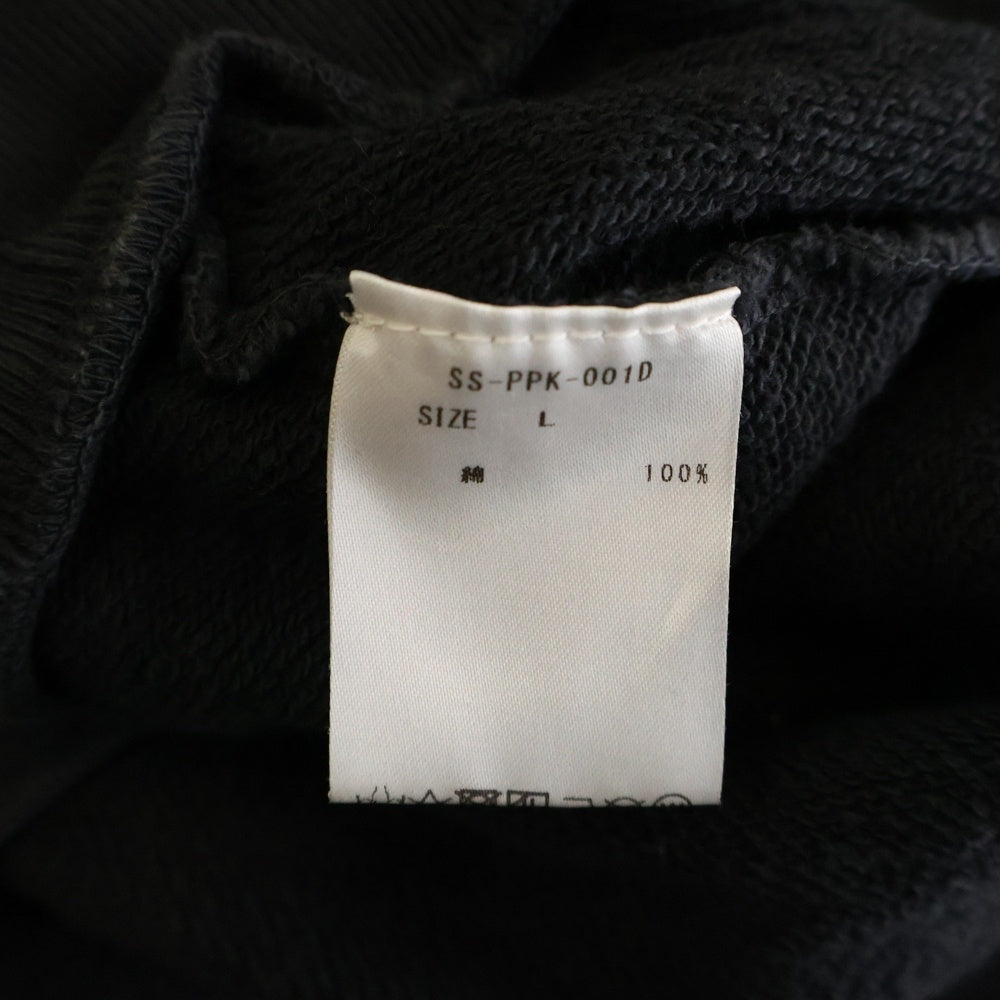 SS-PPK-001D
SIZE L
綿 100%